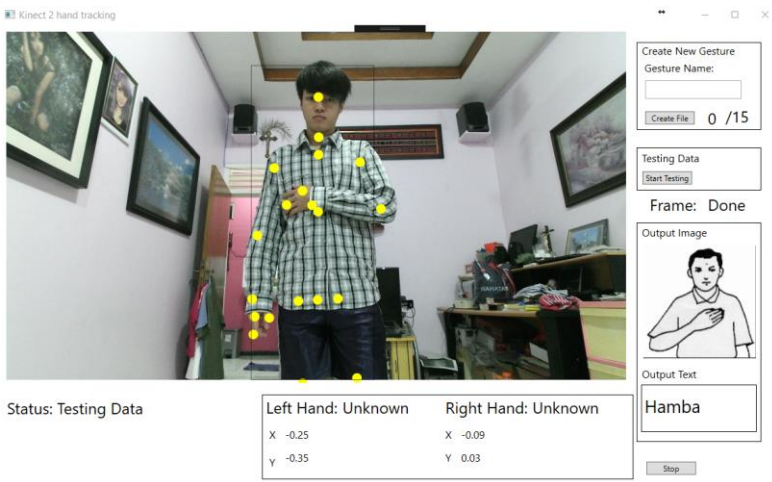 Kinect 2 hand tracking
Create New Gesture
Gesture Name:
Create File 0 /15
Testing Data
Start Testing
Frame: Done
Output Image
Output Text
Hamba
Status: Testing Data
Left Hand: Unknown Right Hand: Unknown
X -0.25 X -0.09
Y -0.35 Y 0.03
Stop